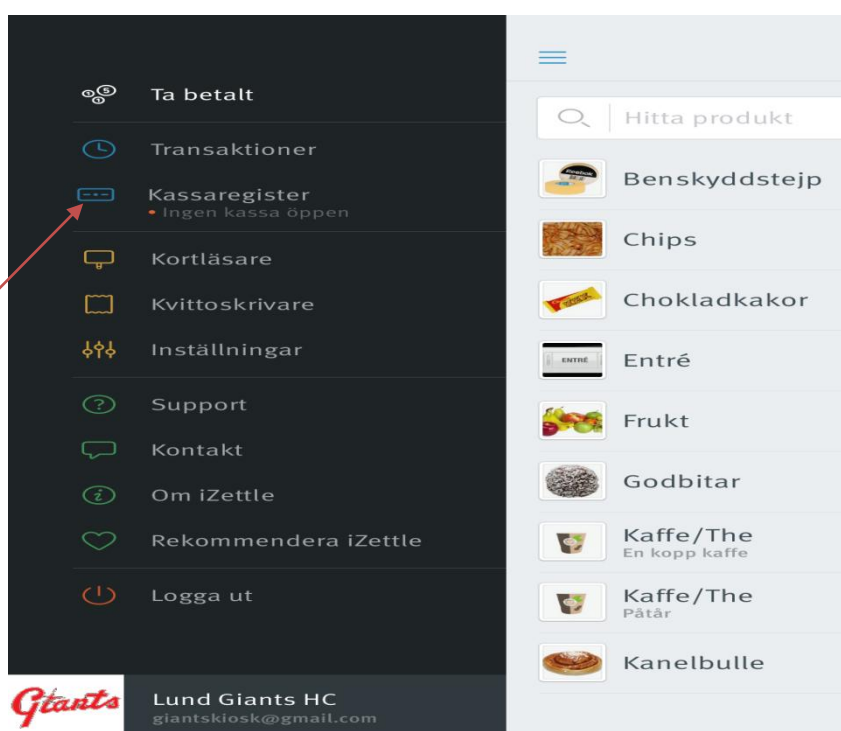 Ta betalt
Transaktioner
Kassaregister
• Ingen kassa öppen
Kortläsare
Kvittoskrivare
Inställningar
Support
Kontakt
Om iZettle
Rekommendera iZettle
Logga ut
Giants
Lund Giants HC
giantskiosk@gmail.com
Hitta produkt
Benskyddstejp
Chips
Chokladkakor
ENTRÉ
Entré
Frukt
Godbitar
Kaffe/The
En kopp kaffe
Kaffe/The
Påtår
Kanelbulle